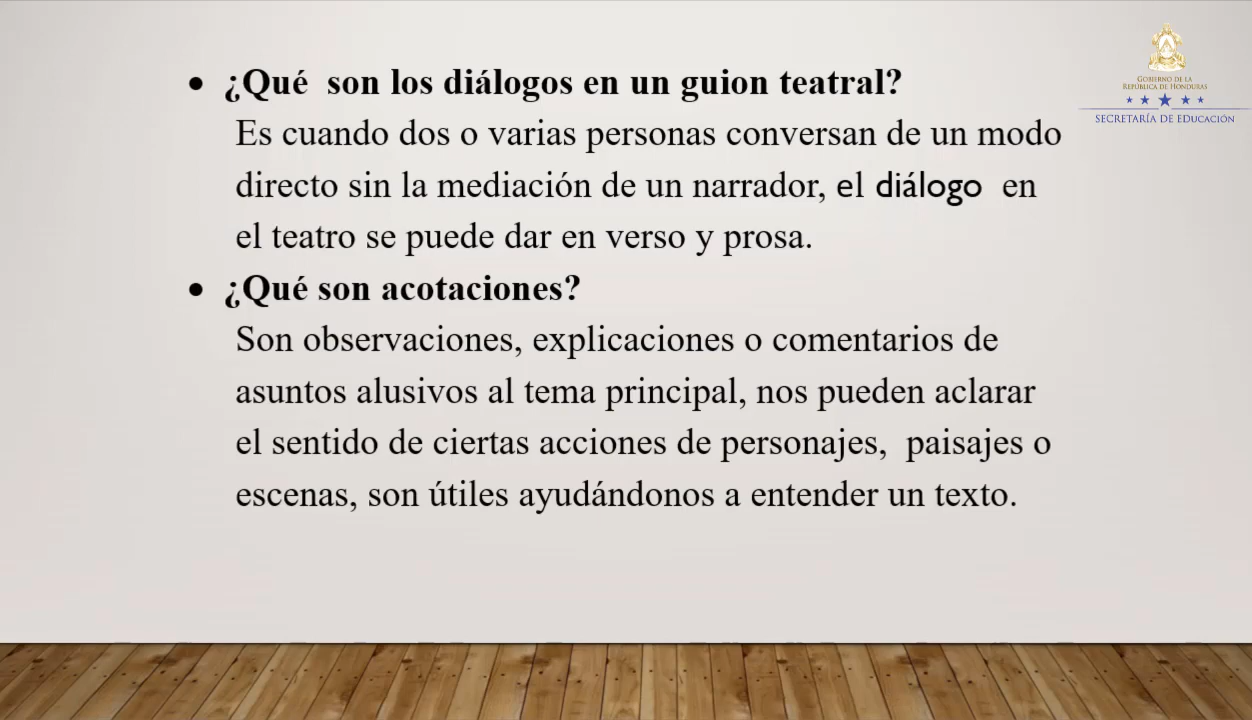 • ¿Qué  son los diálogos en un guion teatral?
Es cuando dos o varias personas conversan de un modo
directo sin la mediación de un narrador, el diálogo  en
el teatro se puede dar en verso y prosa.
• ¿Qué son acotaciones?
Son observaciones, explicaciones o comentarios de
asuntos alusivos al tema principal, nos pueden aclarar
el sentido de ciertas acciones de personajes,  paisajes o
escenas, son útiles ayudándonos a entender un texto.
GOBIERNO DE LA
REPÚBLICA DE HONDURAS
SECRETARÍA DE EDUCACIÓN